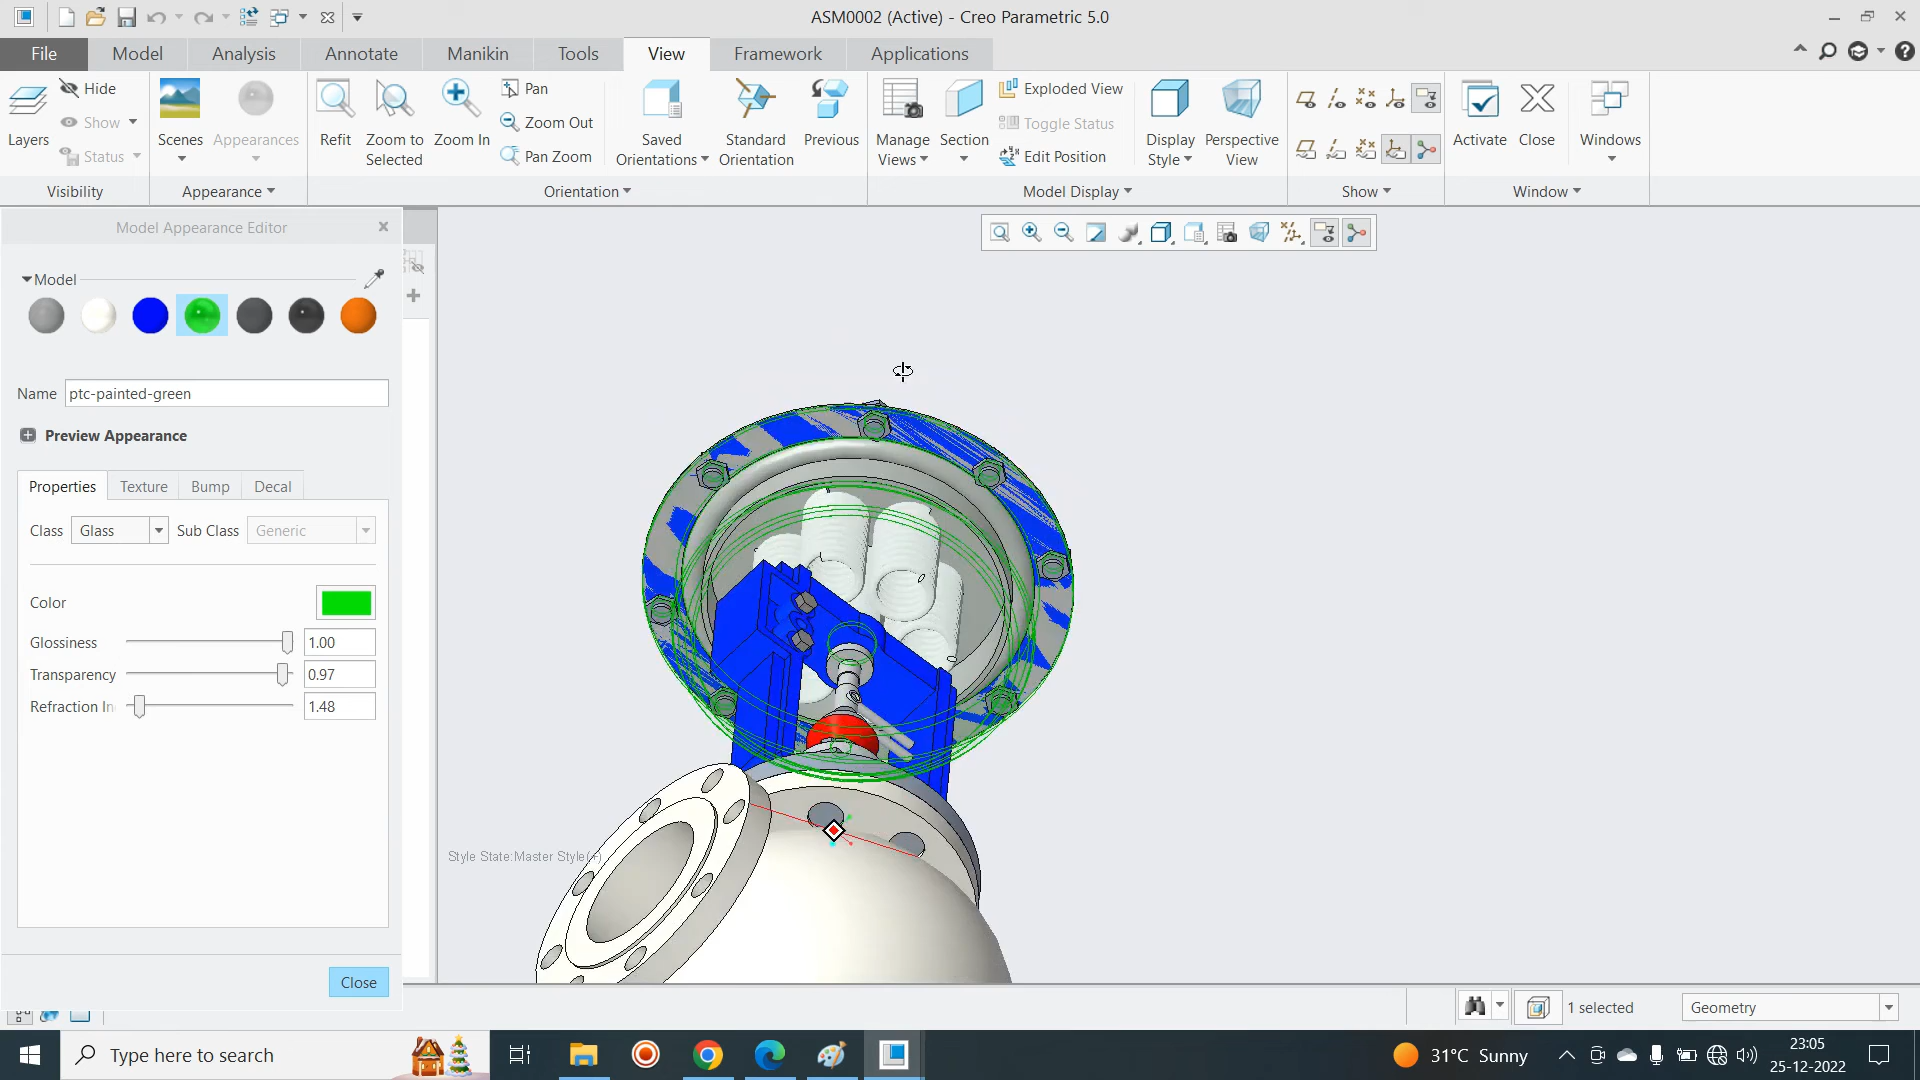 ASM0002 (Active) - Creo Parametric 5.0
File Model Analysis Annotate Manikin Tools View Framework Applications
Layers
Hide
Show
Status
Visibility
Scenes
Appearances
Appearance
Refit
Zoom to Selected
Zoom In
Pan
Zoom Out
Pan Zoom
Saved Orientations
Standard Orientation
Previous
Orientation
Manage Views
Section
Exploded View
Toggle Status
Edit Position
Model Display
Display Style
Perspective View
Show
Activate
Close
Windows
Window
Model Appearance Editor
Model
Name ptc-painted-green
Preview Appearance
Properties Texture Bump Decal
Class Glass Sub Class Generic
Color
Glossiness 1.00
Transparency 0.97
Refraction In 1.48
Close
Style State:Master Style(+)
1 selected
Geometry
Type here to search
31°C Sunny
23:05
25-12-2022